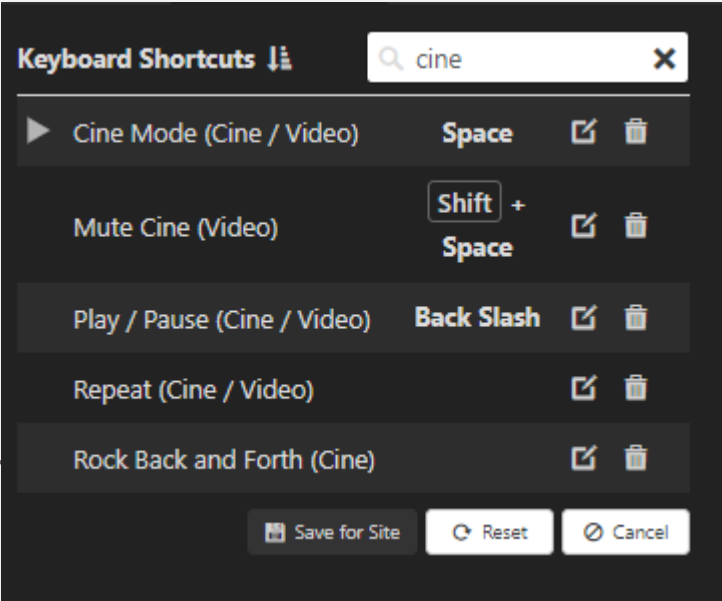 Keyboard Shortcuts
cine
Cine Mode (Cine / Video) Space
Mute Cine (Video) Shift + Space
Play / Pause (Cine / Video) Back Slash
Repeat (Cine / Video)
Rock Back and Forth (Cine)
Save for Site Reset Cancel